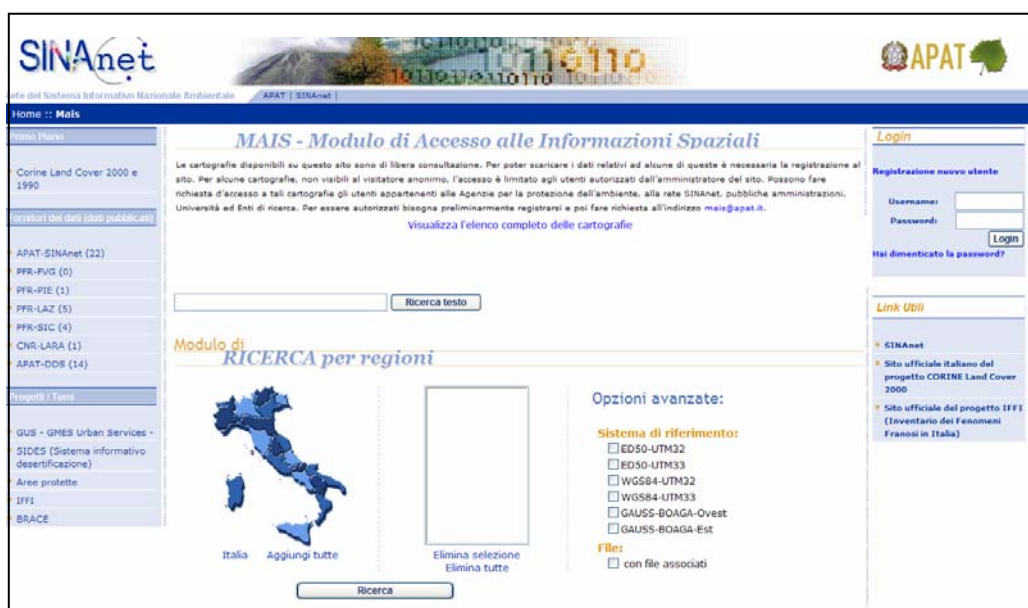 SINAnet
1011011011010
110110
APAT
ete del Sistema Informativo Nazionale Ambientale
APAT | SINAnet |
Home :: Mais
Primo Piano
Corine Land Cover 2000 e
1990
Fornitori dei dati (dati pubblicati)
APAT-SINAnet (22)
PFR-FVG (0)
PFR-PIE (1)
PFR-LAZ (5)
PFR-SIC (4)
CNR-LARA (1)
APAT-DDS (14)
Progetti / Temi
GUS - GMES Urban Services -
SIDES (Sistema informativo
desertificazione)
Aree protette
IFFI
BRACE
MAIS - Modulo di Accesso alle Informazioni Spaziali
Le cartografie disponibili su questo sito sono di libera consultazione. Per poter scaricare i dati relativi ad alcune di queste è necessaria la registrazione al
sito. Per alcune cartografie, non visibili al visitatore anonimo, l'accesso è limitato agli utenti autorizzati dall'amministratore del sito. Possono fare
richiesta d'accesso a tali cartografie gli utenti appartenenti alle Agenzie per la protezione dell'ambiente, alla rete SINAnet, pubbliche amministrazioni,
Università ed Enti di ricerca. Per essere autorizzati bisogna preliminarmente registrarsi e poi fare richiesta all'indirizzo mais@apat.it.
Visualizza l'elenco completo delle cartografie
Ricerca testo
Modulo di
RICERCA per regioni
Italia Aggiungi tutte
Elimina selezione
Elimina tutte
Ricerca
Opzioni avanzate:
Sistema di riferimento:
ED50-UTM32
ED50-UTM33
WGS84-UTM32
WGS84-UTM33
GAUSS-BOAGA-Ovest
GAUSS-BOAGA-Est
File:
con file associati
Login
Registrazione nuovo utente
Username:
Password:
Login
Hai dimenticato la password?
Link Utili
SINAnet
Sito ufficiale italiano del
progetto CORINE Land Cover
2000
Sito ufficiale del progetto IFFI
(Inventario dei Fenomeni
Franosi in Italia)